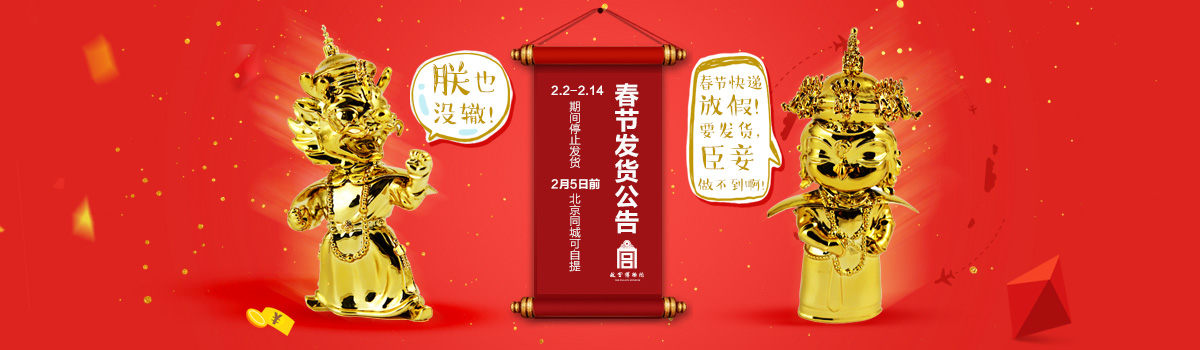 朕也
没辙!
春节发货公告
2.2-2.14
期间停止发货
2月5日前
北京同城可自提
故宫博物院
春节快递
放假!
要发货,
臣妾
做不到啊!